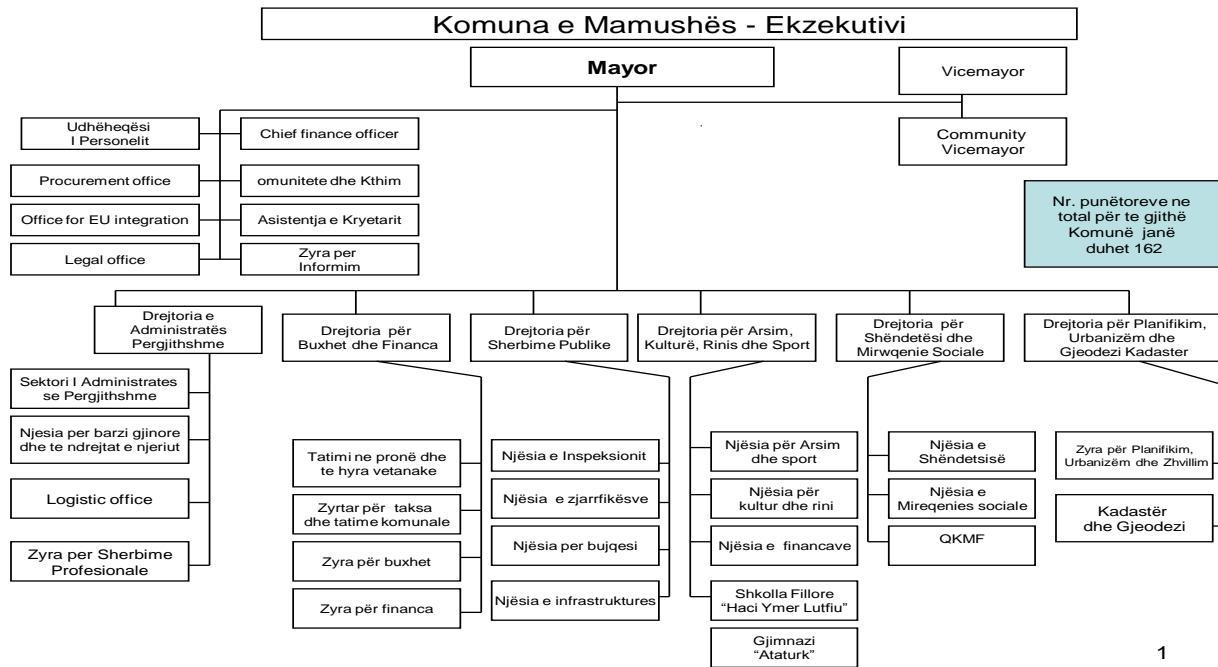 Komuna e Mamushës - Ekzekutivi
Mayor
Vicemayor
Udhëheqësi
I Personelit
Chief finance officer
Community
Vicemayor
Procurement office
omunitete dhe Kthim
Office for EU integration
Asistentja e Kryetarit
Legal office
Zyra per
Informim
Nr. punëtoreve ne
total për te gjithë
Komunë janë
duhet 162
Drejtoria e
Administratës
Pergjithshme
Drejtoria për
Buxhet dhe Financa
Drejtoria për
Sherbime Publike
Drejtoria për Arsim,
Kulturë, Rinis dhe Sport
Drejtoria për
Shëndetësi dhe
Mirwqenie Sociale
Drejtoria për Planifikim,
Urbanizëm dhe
Gjeodezi Kadaster
Sektori I Administrates
se Pergjithshme
Njesia per barzi gjinore
dhe te ndrejtat e njeriut
Logistic office
Zyra per Sherbime
Profesionale
Tatimi ne pronë dhe
te hyra vetanake
Zyrtar për taksa
dhe tatime komunale
Zyra për buxhet
Zyra për financa
Njësia e Inspeksionit
Njësia e zjarrfikësve
Njësia per bujqesi
Njësia e infrastruktures
Njësia për Arsim
dhe sport
Njësia për
kultur dhe rini
Njësia e financave
Shkolla Fillore
“Haci Ymer Lutfiu”
Gjimnazi
“Ataturk”
Njësia e
Shëndetsisë
Njësia e
Mireqenies sociale
QKMF
Zyra për Planifikim,
Urbanizëm dhe Zhvillim
Kadastër
dhe Gjeodezi
1